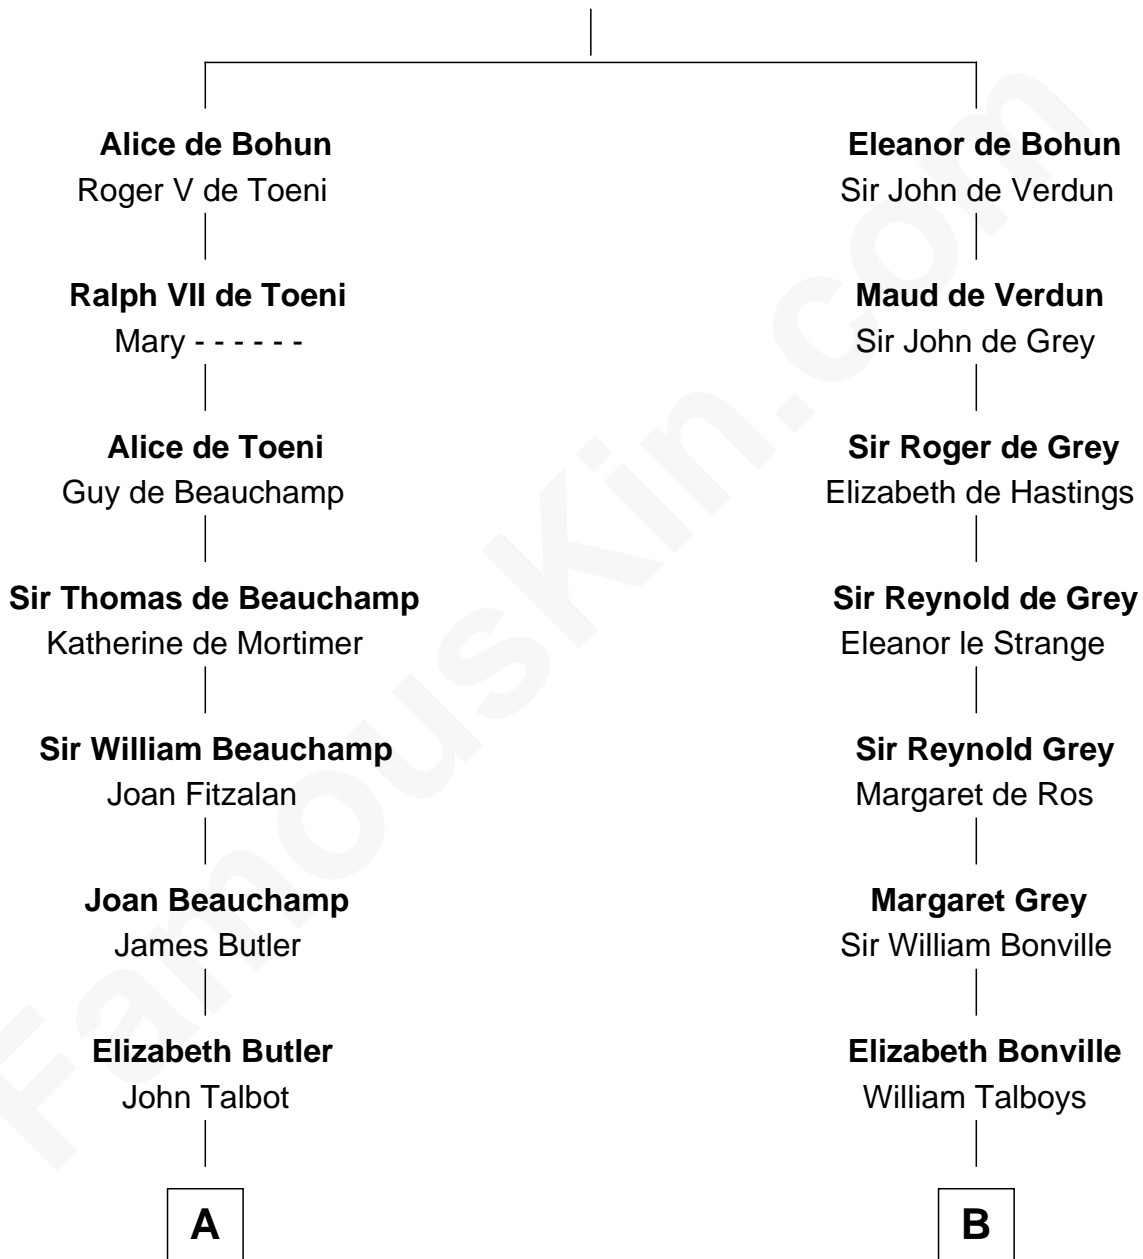 Alice de Bohun
Roger V de Toeni
Ralph VII de Toeni
Mary - - - - - -
Alice de Toeni
Guy de Beauchamp
Sir Thomas de Beauchamp
Katherine de Mortimer
Sir William Beauchamp
Joan Fitzalan
Joan Beauchamp
James Butler
Elizabeth Butler
John Talbot
A
Eleanor de Bohun
Sir John de Verdun
Maud de Verdun
Sir John de Grey
Sir Roger de Grey
Elizabeth de Hastings
Sir Reynold de Grey
Eleanor le Strange
Sir Reynold Grey
Margaret de Ros
Margaret Grey
Sir William Bonville
Elizabeth Bonville
William Talboys
B
FamousKin.com